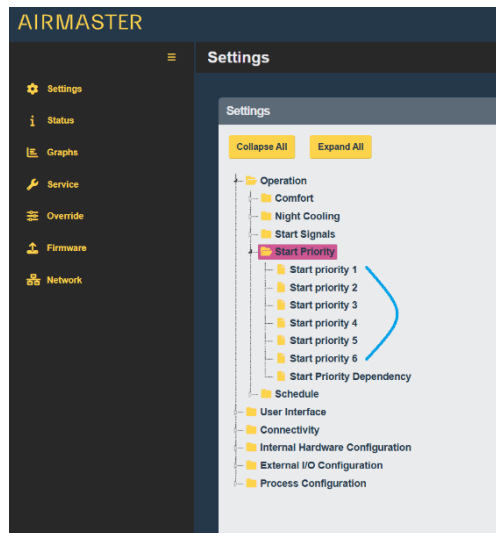 AIRMASTER
Settings
Settings
Status
Graphs
Service
Override
Firmware
Network
Settings
Collapse All
Expand All
Operation
Comfort
Night Cooling
Start Signals
Start Priority
Start priority 1
Start priority 2
Start priority 3
Start priority 4
Start priority 5
Start priority 6
Start Priority Dependency
Schedule
User Interface
Connectivity
Internal Hardware Configuration
External I/O Configuration
Process Configuration